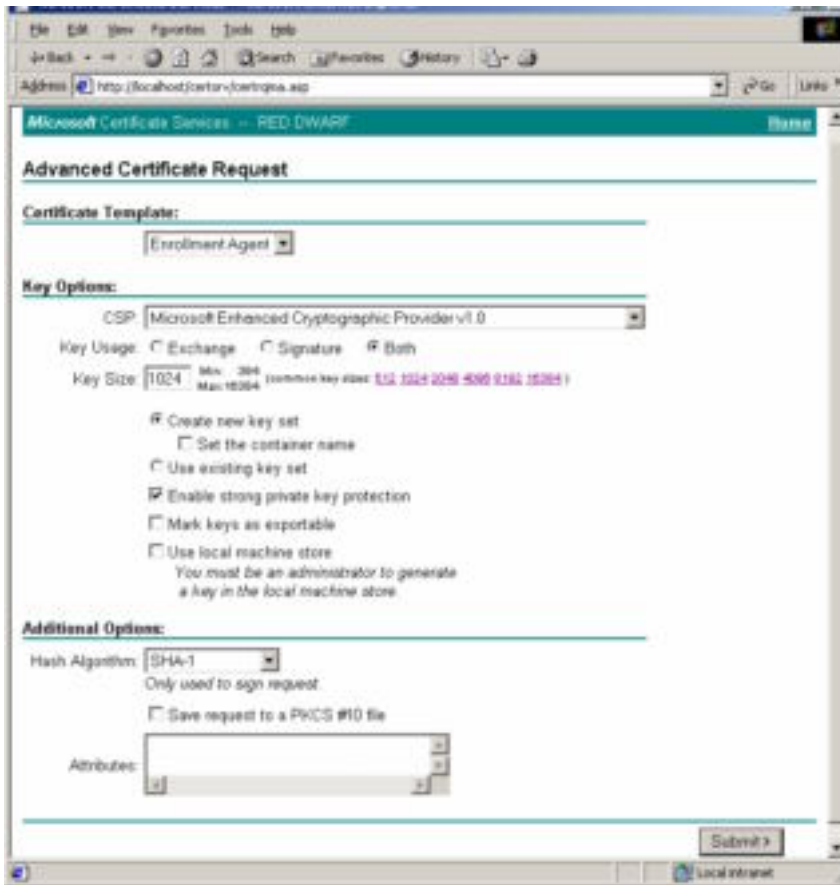 File Edit View Favorites Tools Help
Back Search Favorites History
Address http://localhost/certsrv/certrqma.asp Go Links
Microsoft Certificate Services -- RED DWARF Home
Advanced Certificate Request
Certificate Template:
Enrollment Agent
Key Options:
CSP: Microsoft Enhanced Cryptographic Provider v1.0
Key Usage: Exchange Signature Both
Key Size: 1024 Min: 384 (common key sizes: 512 1024 2048 4096 8192 16384 )
Max: 16384
Create new key set
Set the container name
Use existing key set
Enable strong private key protection
Mark keys as exportable
Use local machine store
You must be an administrator to generate
a key in the local machine store.
Additional Options:
Hash Algorithm: SHA-1
Only used to sign request.
Save request to a PKCS #10 file
Attributes:
Submit >
Local intranet